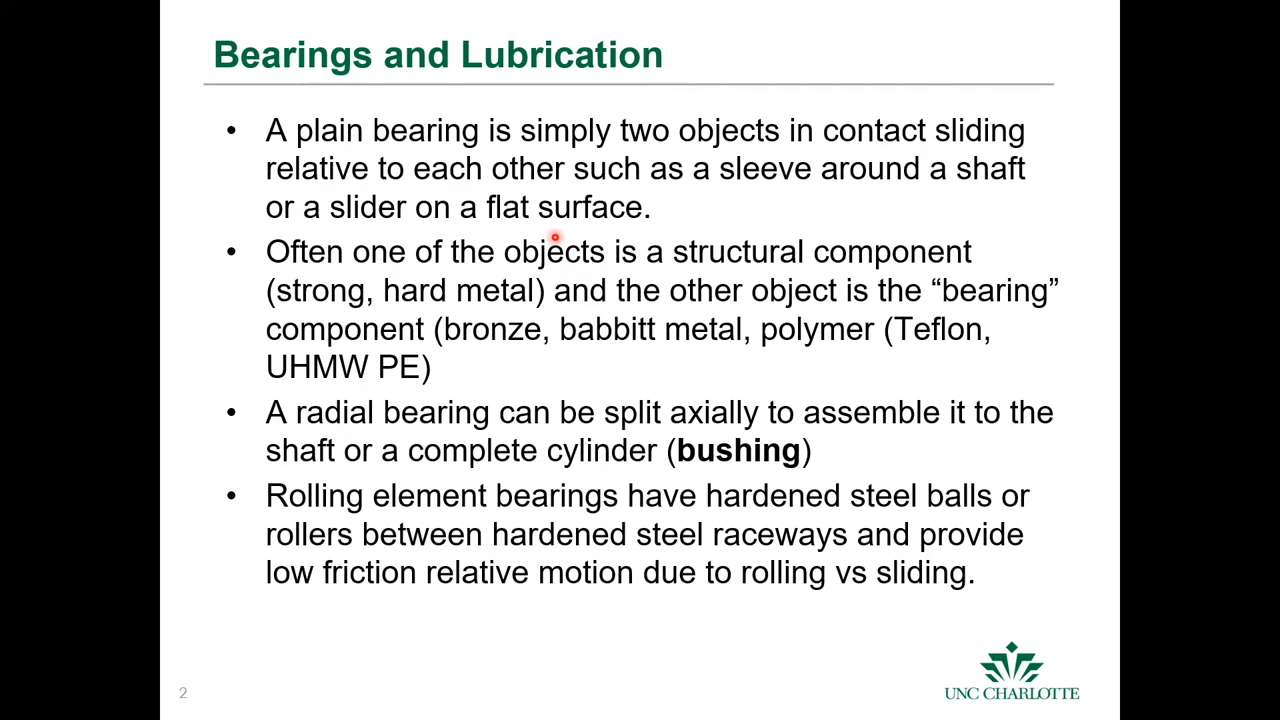 Bearings and Lubrication
• A plain bearing is simply two objects in contact sliding
relative to each other such as a sleeve around a shaft
or a slider on a flat surface.
• Often one of the objects is a structural component
(strong, hard metal) and the other object is the “bearing”
component (bronze, babbitt metal, polymer (Teflon,
UHMW PE)
• A radial bearing can be split axially to assemble it to the
shaft or a complete cylinder (bushing)
• Rolling element bearings have hardened steel balls or
rollers between hardened steel raceways and provide
low friction relative motion due to rolling vs sliding.
2
UNC CHARLOTTE